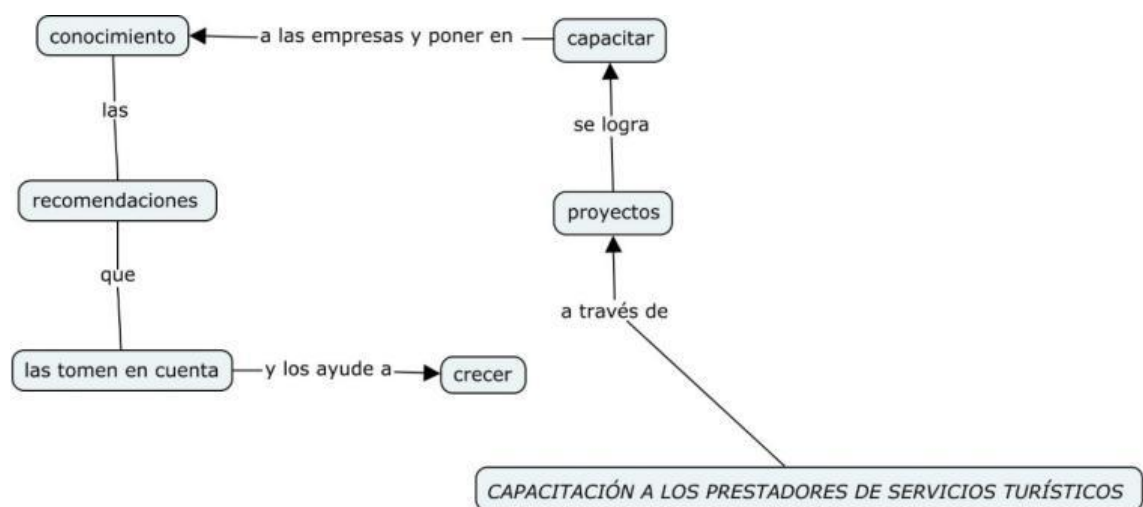 conocimiento
a las empresas y poner en
capacitar
las
se logra
recomendaciones
proyectos
que
a través de
las tomen en cuenta
y los ayude a
crecer
CAPACITACIÓN A LOS PRESTADORES DE SERVICIOS TURÍSTICOS